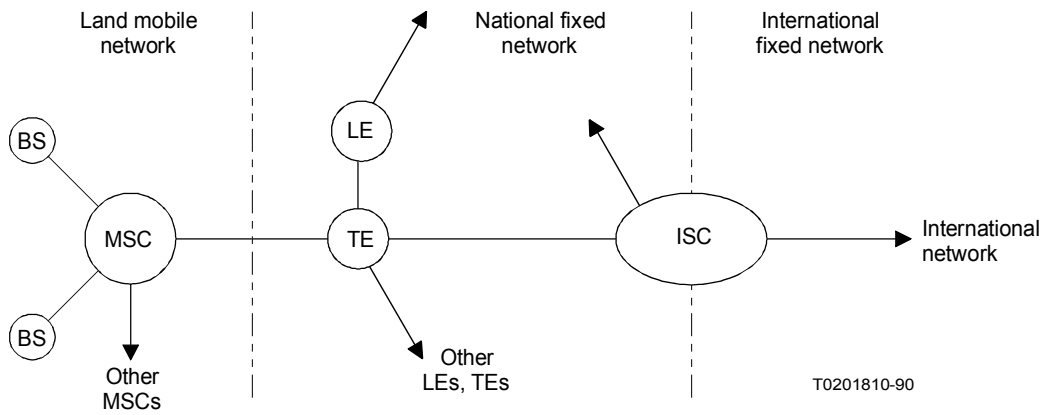 Land mobile
network
National fixed
network
International
fixed network
BS
LE
MSC
TE
ISC
International
network
BS
Other
MSCs
Other
LEs, TEs
T0201810-90